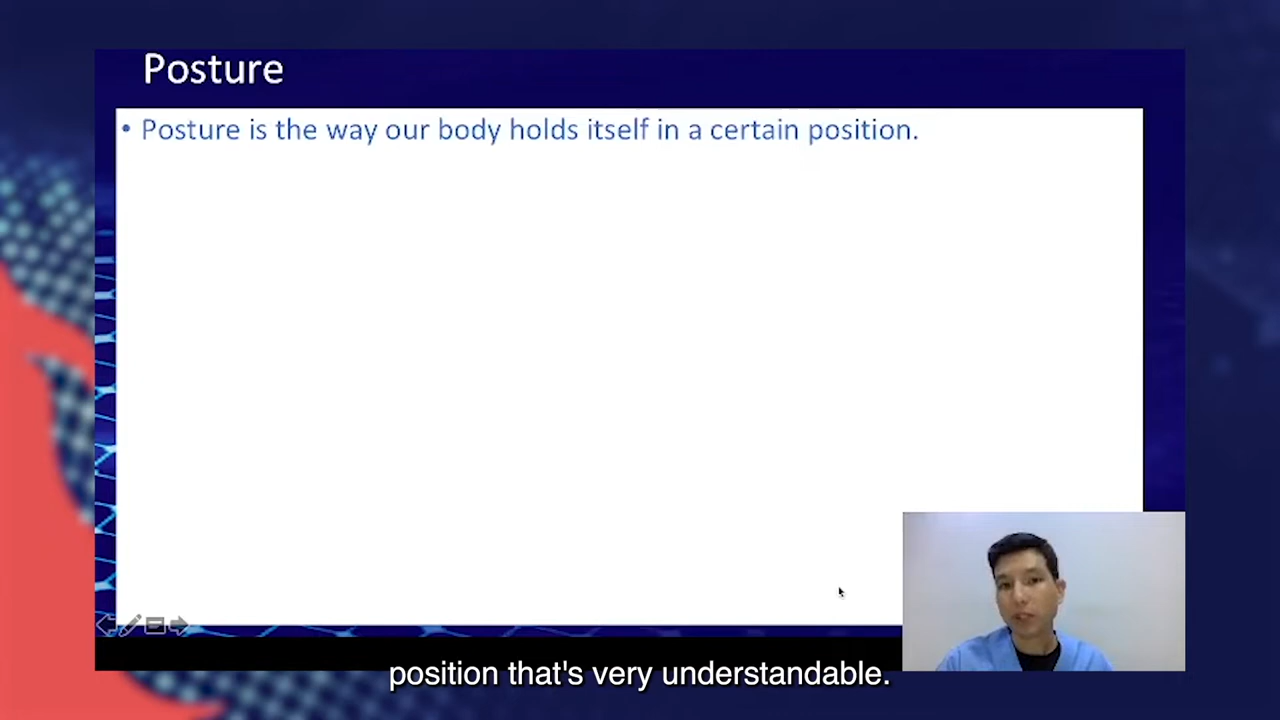 Posture
• Posture is the way our body holds itself in a certain position.
position that's very understandable.